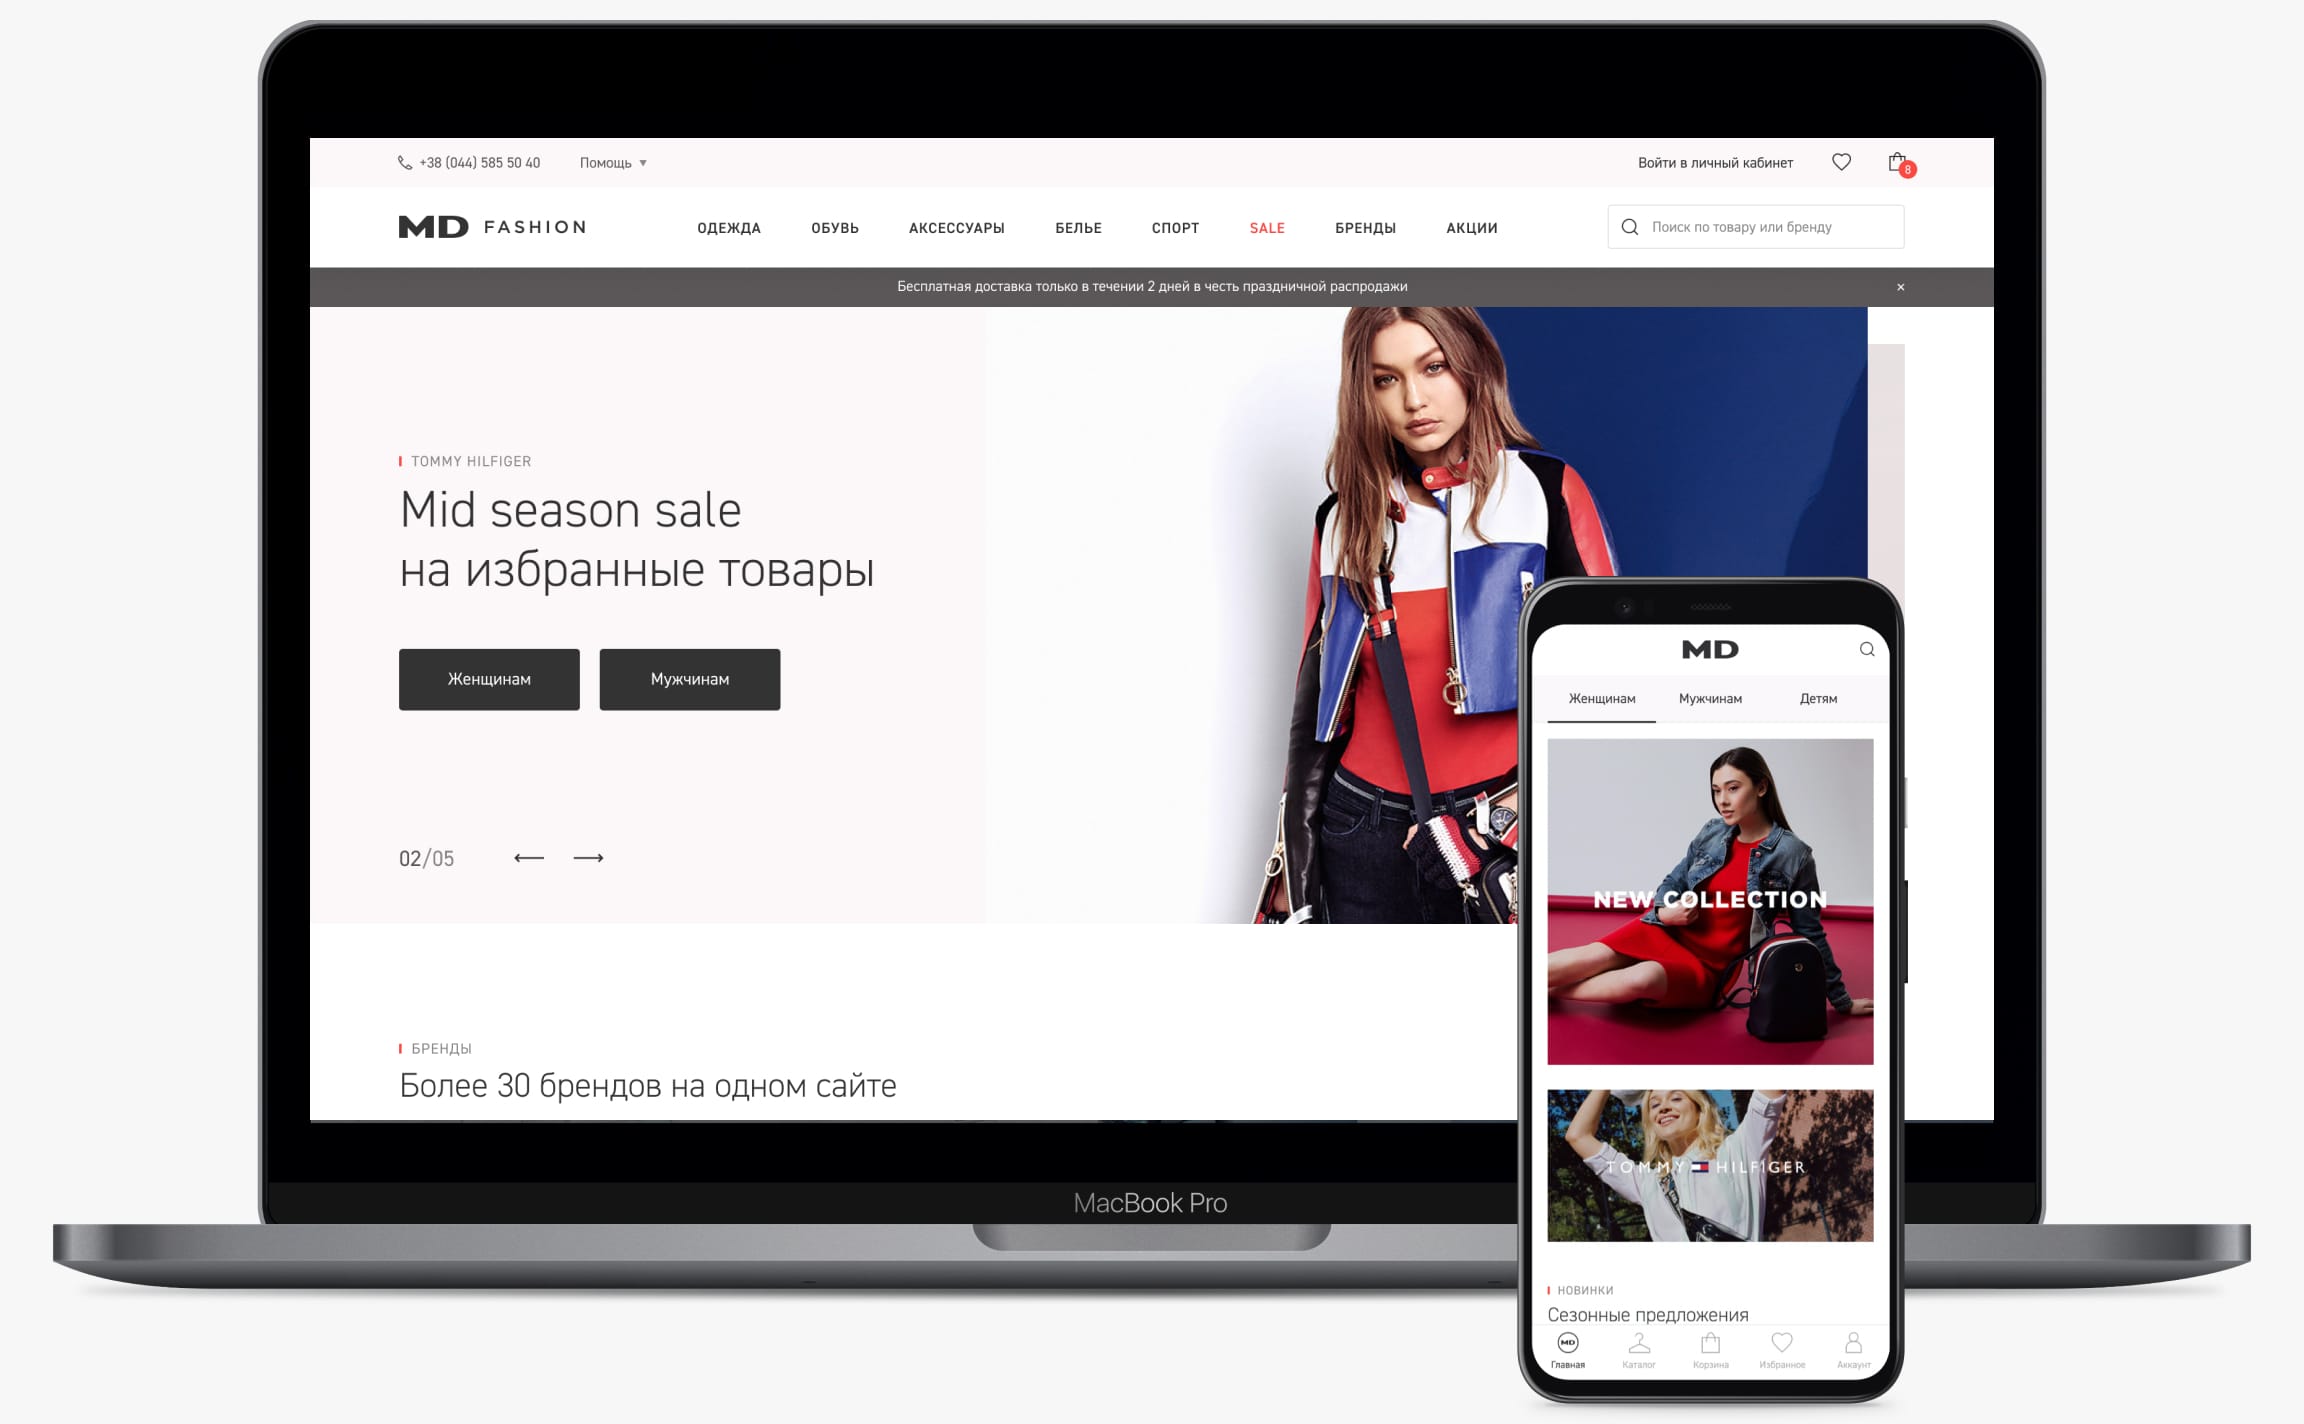 +38 (044) 585 50 40 Помощь Войти в личный кабинет 8
MD FASHION ОДЕЖДА ОБУВЬ АКСЕССУАРЫ БЕЛЬЕ СПОРТ SALE БРЕНДЫ АКЦИИ Поиск по товару или бренду
Бесплатная доставка только в течении 2 дней в честь праздничной распродажи ×
TOMMY HILFIGER
Mid season sale
на избранные товары
Женщинам Мужчинам
02/05
БРЕНДЫ
Более 30 брендов на одном сайте
MacBook Pro
MD
Женщинам Мужчинам Детям
NEW COLLECTION
TOMMY HILFIGER
НОВИНКИ
Сезонные предложения
MD
Главная Каталог Корзина Избранное Аккаунт